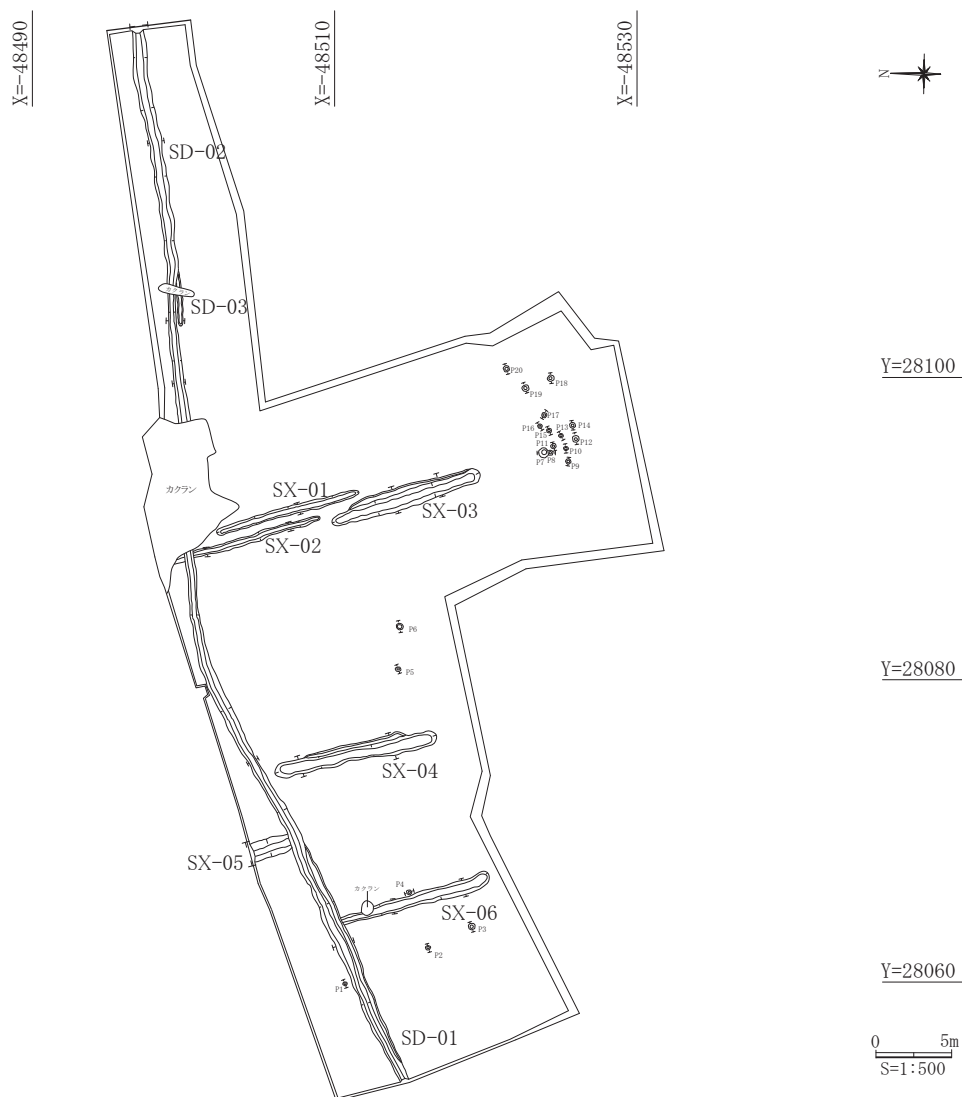 X=-48490
X=-48510
X=-48530
N
SD-02
カクラン
SD-03
Y=28100
P20
P18
P19
P17
P16
P13
P14
P15
P12
P11
P10
P7
P8
P9
カクラン
SX-01
SX-03
SX-02
P6
P5
Y=28080
SX-04
SX-05
カクラン
P4
SX-06
P3
P2
Y=28060
P1
SD-01
0 5m
S=1:500